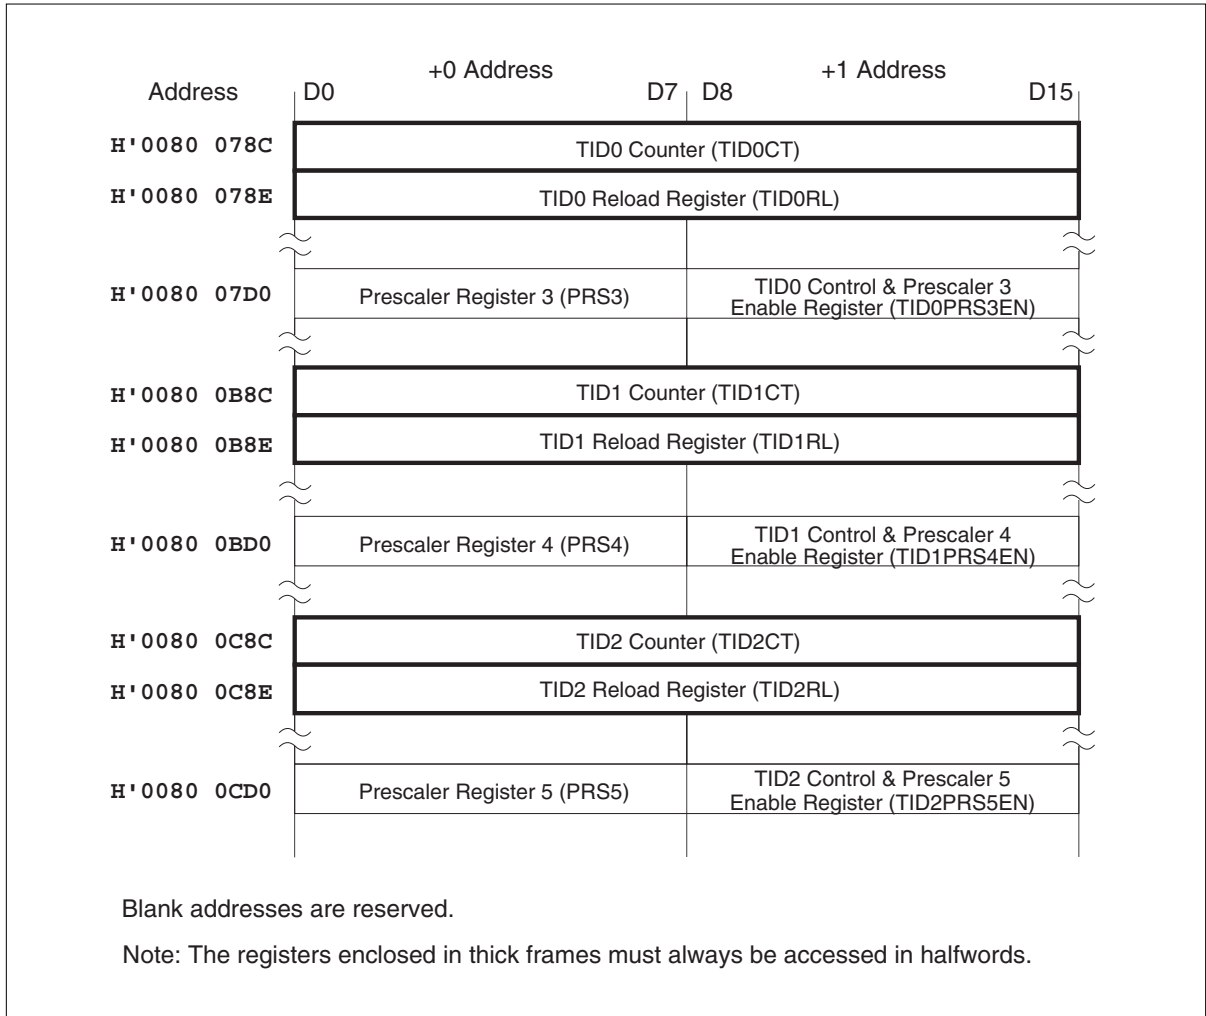 +0 Address +1 Address
Address D0 D7 D8 D15
H'0080 078C TID0 Counter (TID0CT)
H'0080 078E TID0 Reload Register (TID0RL)
H'0080 07D0 Prescaler Register 3 (PRS3) TID0 Control & Prescaler 3
Enable Register (TID0PRS3EN)
H'0080 0B8C TID1 Counter (TID1CT)
H'0080 0B8E TID1 Reload Register (TID1RL)
H'0080 0BD0 Prescaler Register 4 (PRS4) TID1 Control & Prescaler 4
Enable Register (TID1PRS4EN)
H'0080 0C8C TID2 Counter (TID2CT)
H'0080 0C8E TID2 Reload Register (TID2RL)
H'0080 0CD0 Prescaler Register 5 (PRS5) TID2 Control & Prescaler 5
Enable Register (TID2PRS5EN)
Blank addresses are reserved.
Note: The registers enclosed in thick frames must always be accessed in halfwords.